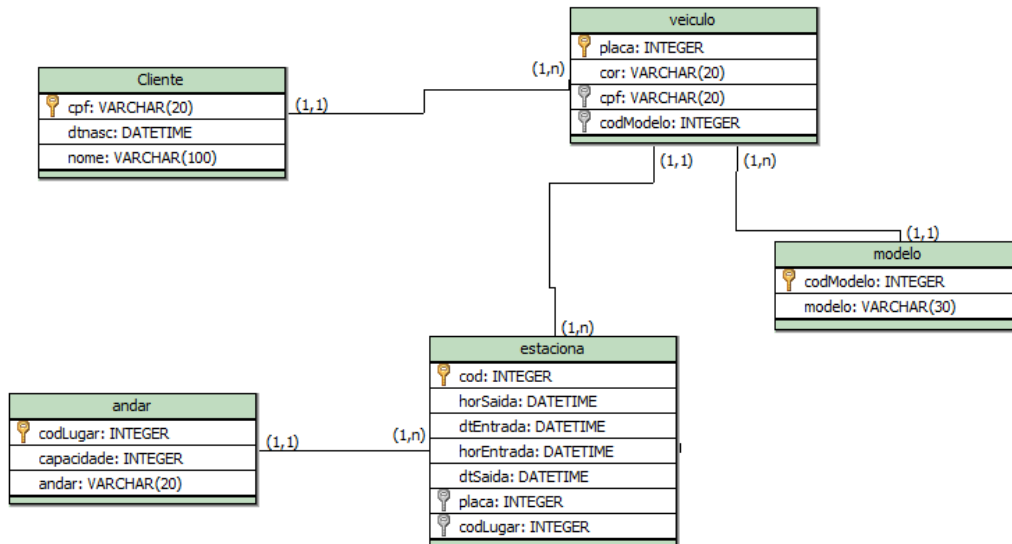 veiculo
placa: INTEGER
cor: VARCHAR(20)
cpf: VARCHAR(20)
codModelo: INTEGER
(1,n)
Cliente
cpf: VARCHAR(20)
dtnasc: DATETIME
nome: VARCHAR(100)
(1,1)
(1,1)
(1,n)
(1,1)
modelo
codModelo: INTEGER
modelo: VARCHAR(30)
(1,n)
estaciona
cod: INTEGER
horSaida: DATETIME
dtEntrada: DATETIME
horEntrada: DATETIME
dtSaida: DATETIME
placa: INTEGER
codLugar: INTEGER
andar
codLugar: INTEGER
capacidade: INTEGER
andar: VARCHAR(20)
(1,1)
(1,n)